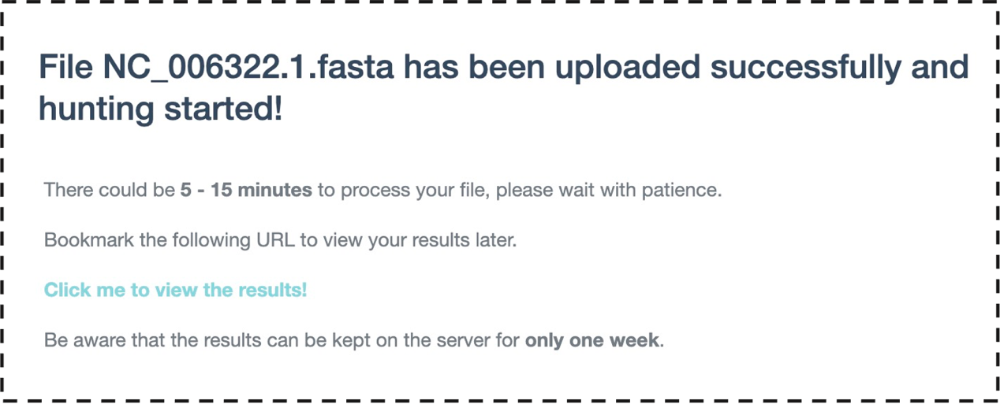 File NC_006322.1.fasta has been uploaded successfully and
hunting started!
There could be 5 - 15 minutes to process your file, please wait with patience.
Bookmark the following URL to view your results later.
Click me to view the results!
Be aware that the results can be kept on the server for only one week.